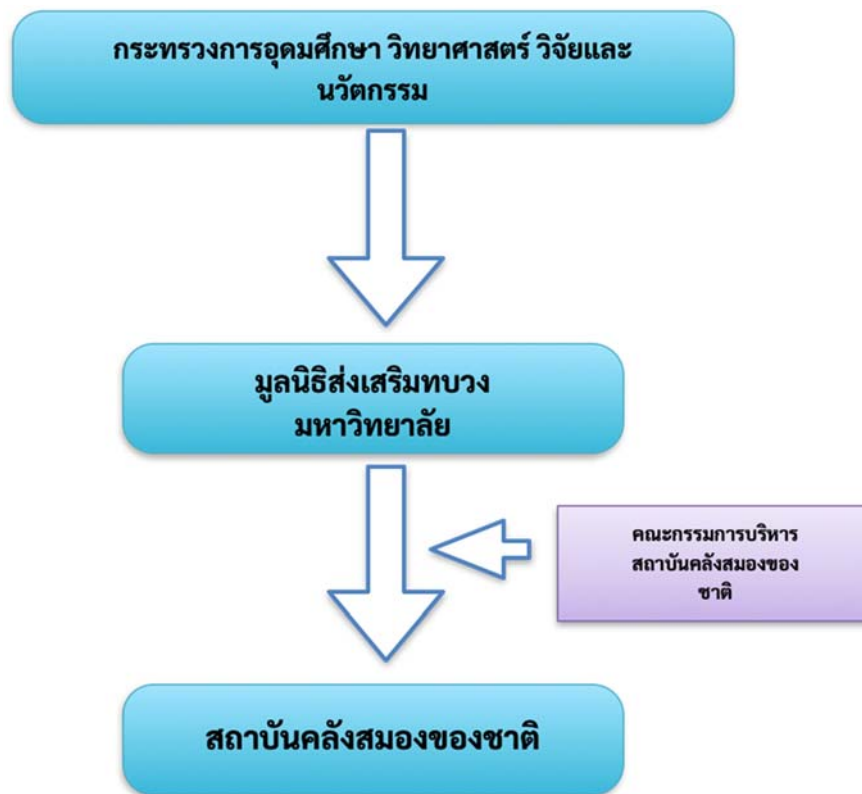 กระทรวงการอุดมศึกษา วิทยาศาสตร์ วิจัยและ
นวัตกรรม
มูลนิธิส่งเสริมทบวง
มหาวิทยาลัย
คณะกรรมการบริหาร
สถาบันคลังสมองของ
ชาติ
สถาบันคลังสมองของชาติ